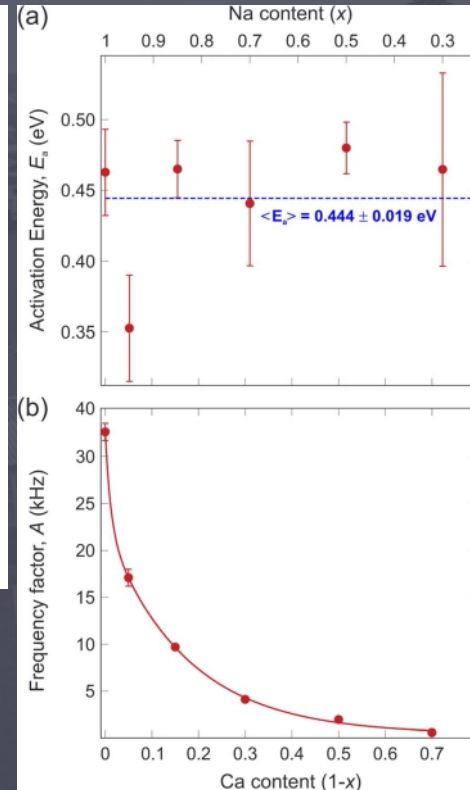 (a)
Na content (x)
1 0.9 0.8 0.7 0.6 0.5 0.4 0.3
Activation Energy, Eₐ (eV)
0.50
0.45
0.40
0.35
<Eₐ> = 0.444 ± 0.019 eV
(b)
Frequency factor, A (kHz)
40
35
30
25
20
15
10
5
0 0.1 0.2 0.3 0.4 0.5 0.6 0.7
Ca content (1-x)